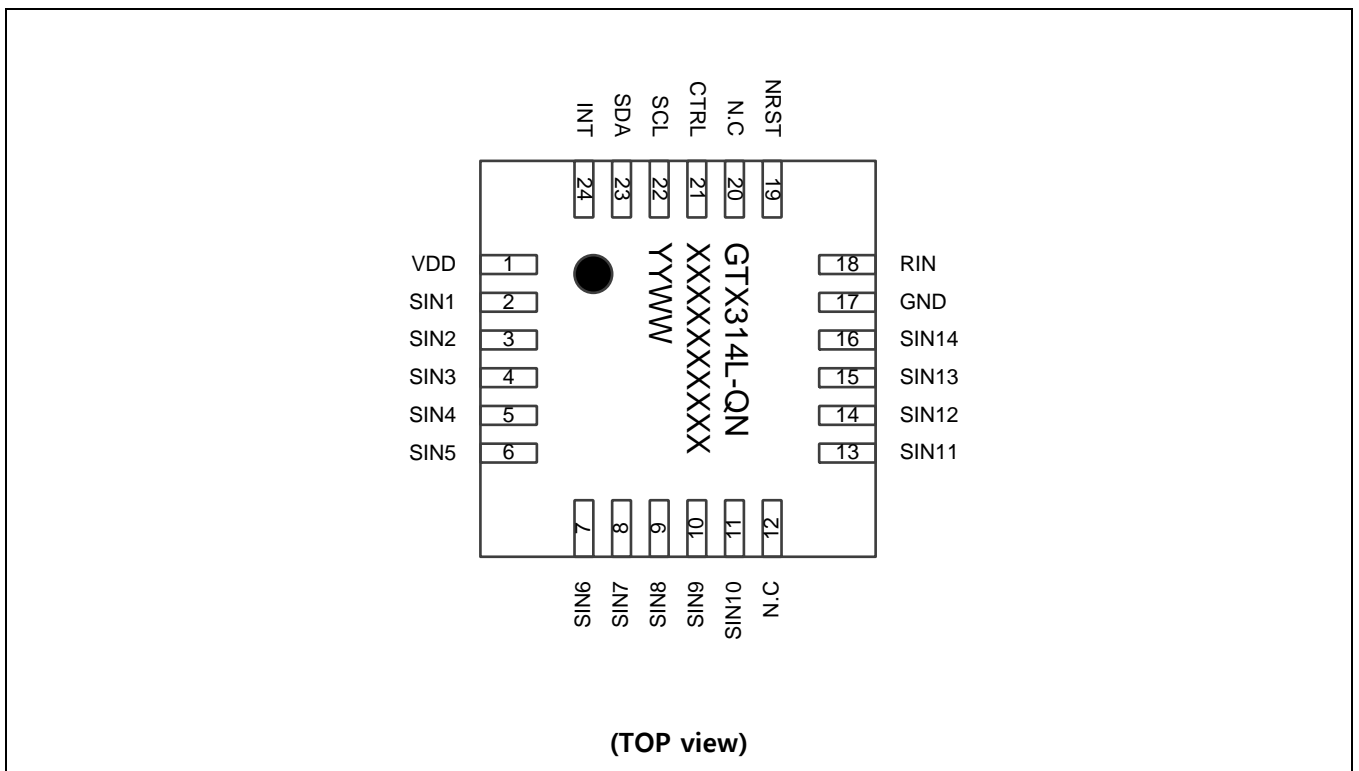 INT SDA SCL CTRL N.C NRST
24 23 22 21 20 19
VDD 1
SIN1 2
SIN2 3
SIN3 4
SIN4 5
SIN5 6
GTX314L-QN
XXXXXXXXXX
YYWW
18 RIN
17 GND
16 SIN14
15 SIN13
14 SIN12
13 SIN11
7 8 9 10 11 12
SIN6 SIN7 SIN8 SIN9 SIN10 N.C
(TOP view)